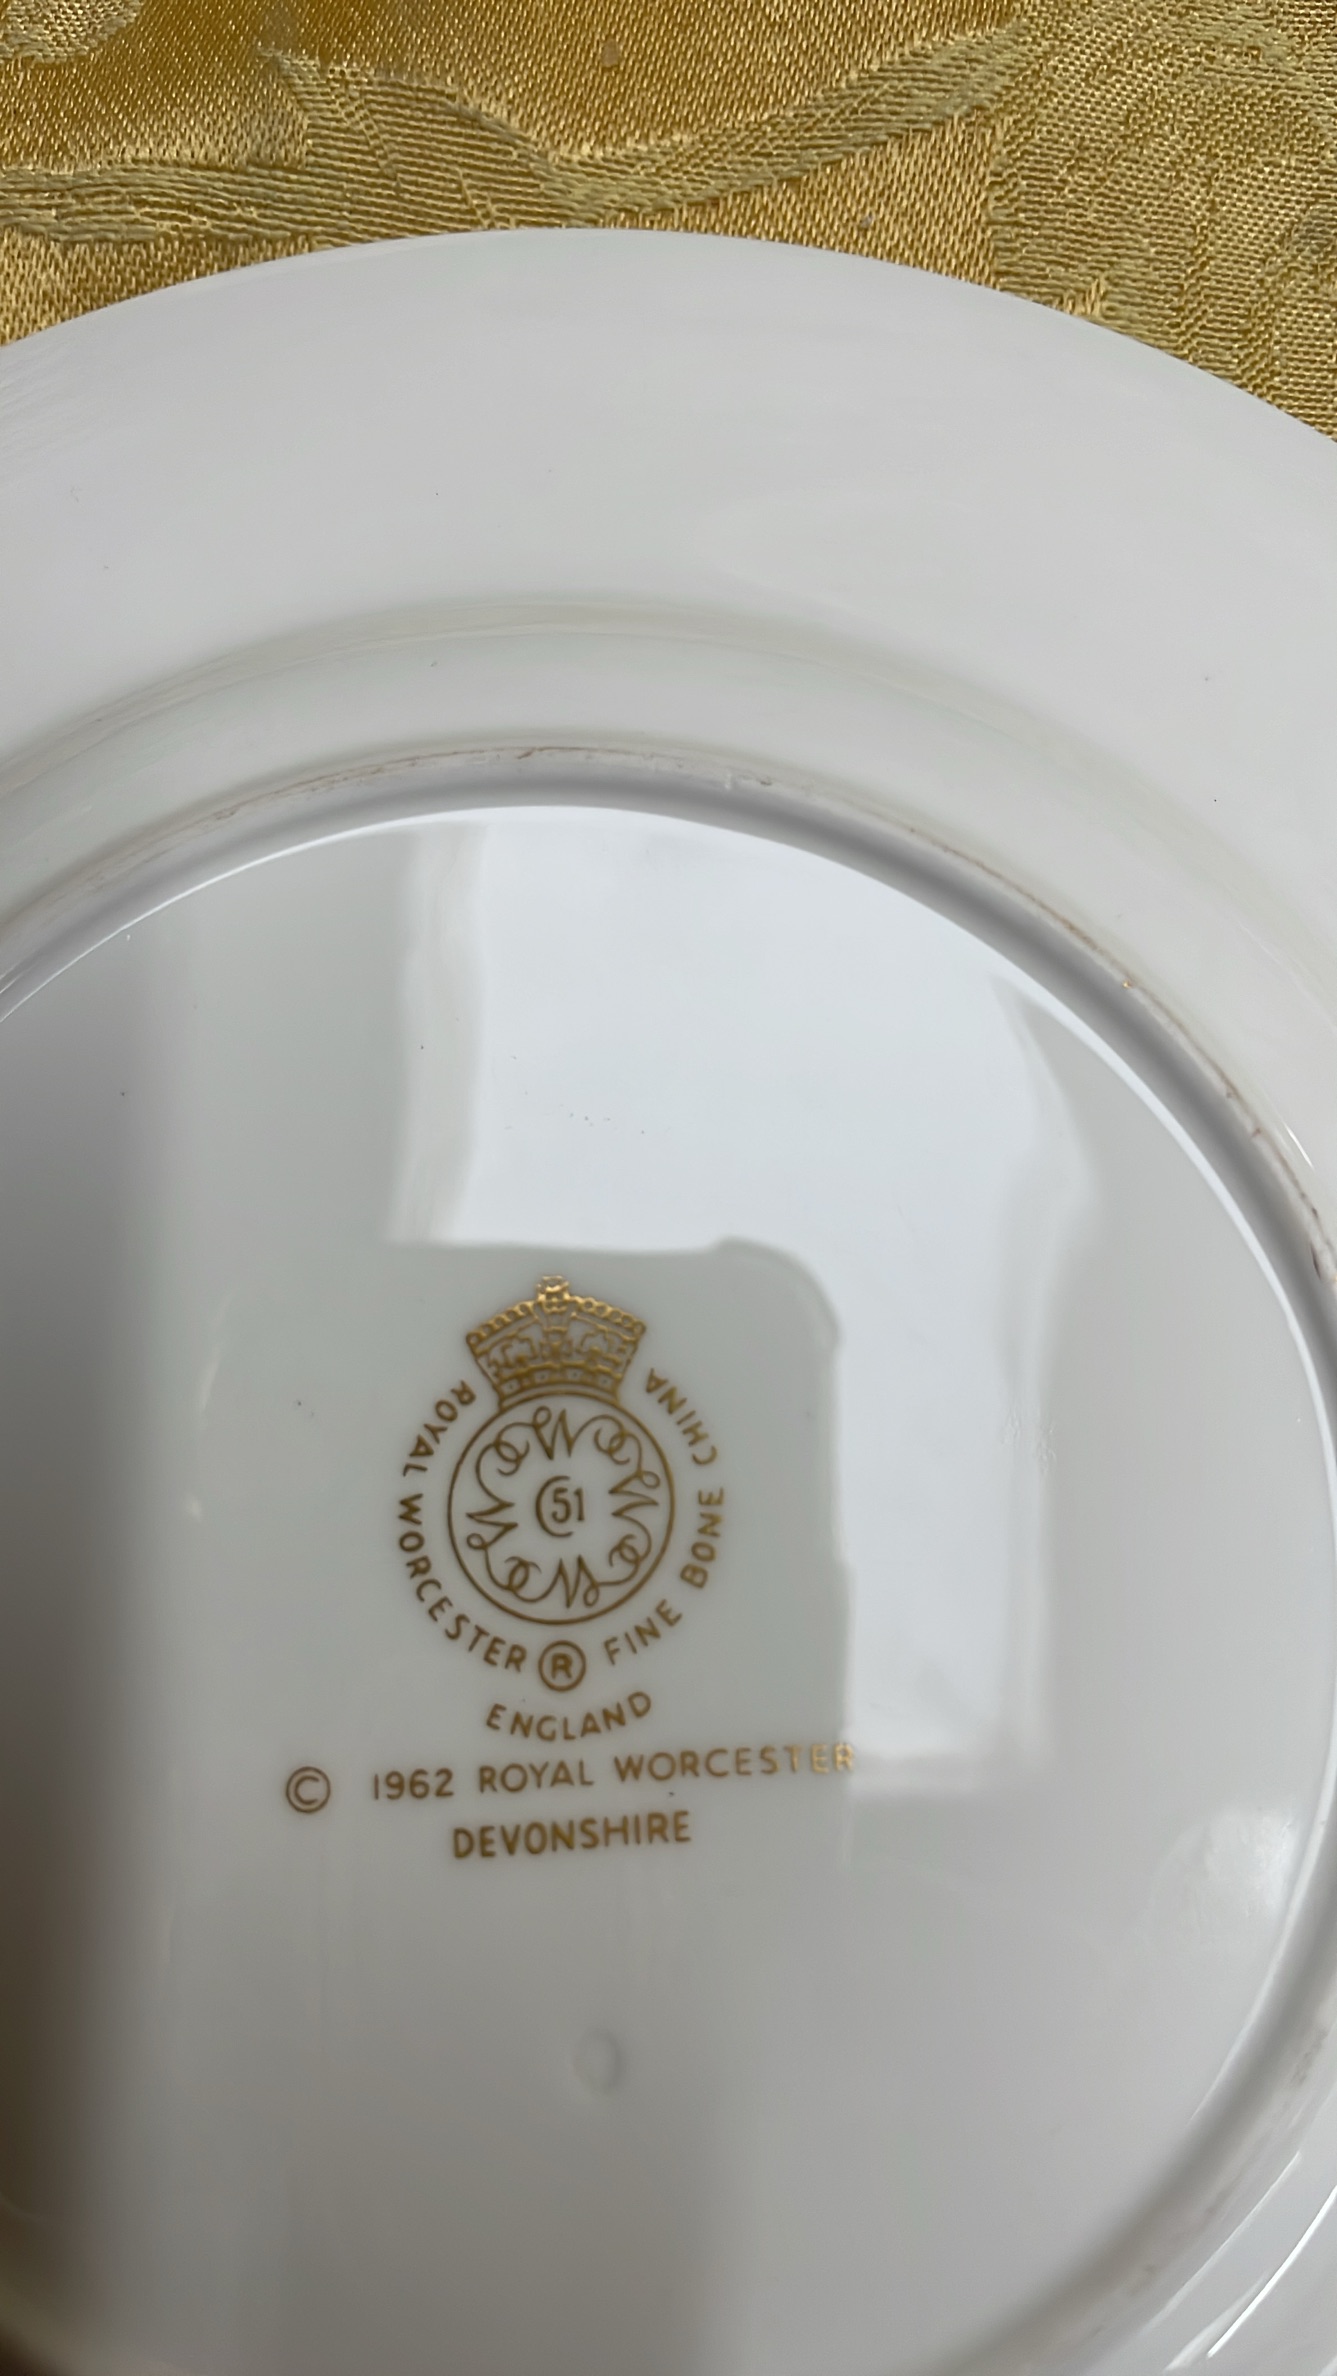 51
ROYAL WORCESTER ® FINE BONE CHINA
ENGLAND
© 1962 ROYAL WORCESTER
DEVONSHIRE